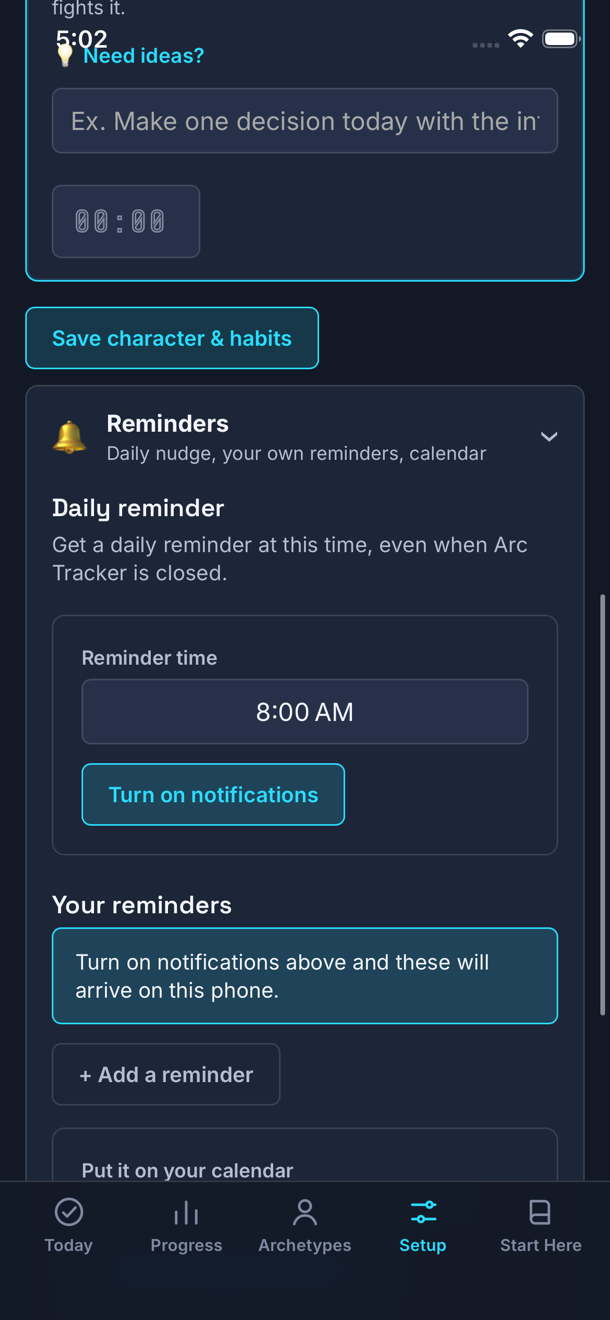 fights it.
5:02
Need ideas?
Ex. Make one decision today with the in
00:00
Save character & habits
Reminders
Daily nudge, your own reminders, calendar
Daily reminder
Get a daily reminder at this time, even when Arc
Tracker is closed.
Reminder time
8:00 AM
Turn on notifications
Your reminders
Turn on notifications above and these will
arrive on this phone.
+ Add a reminder
Put it on your calendar
Today Progress Archetypes Setup Start Here